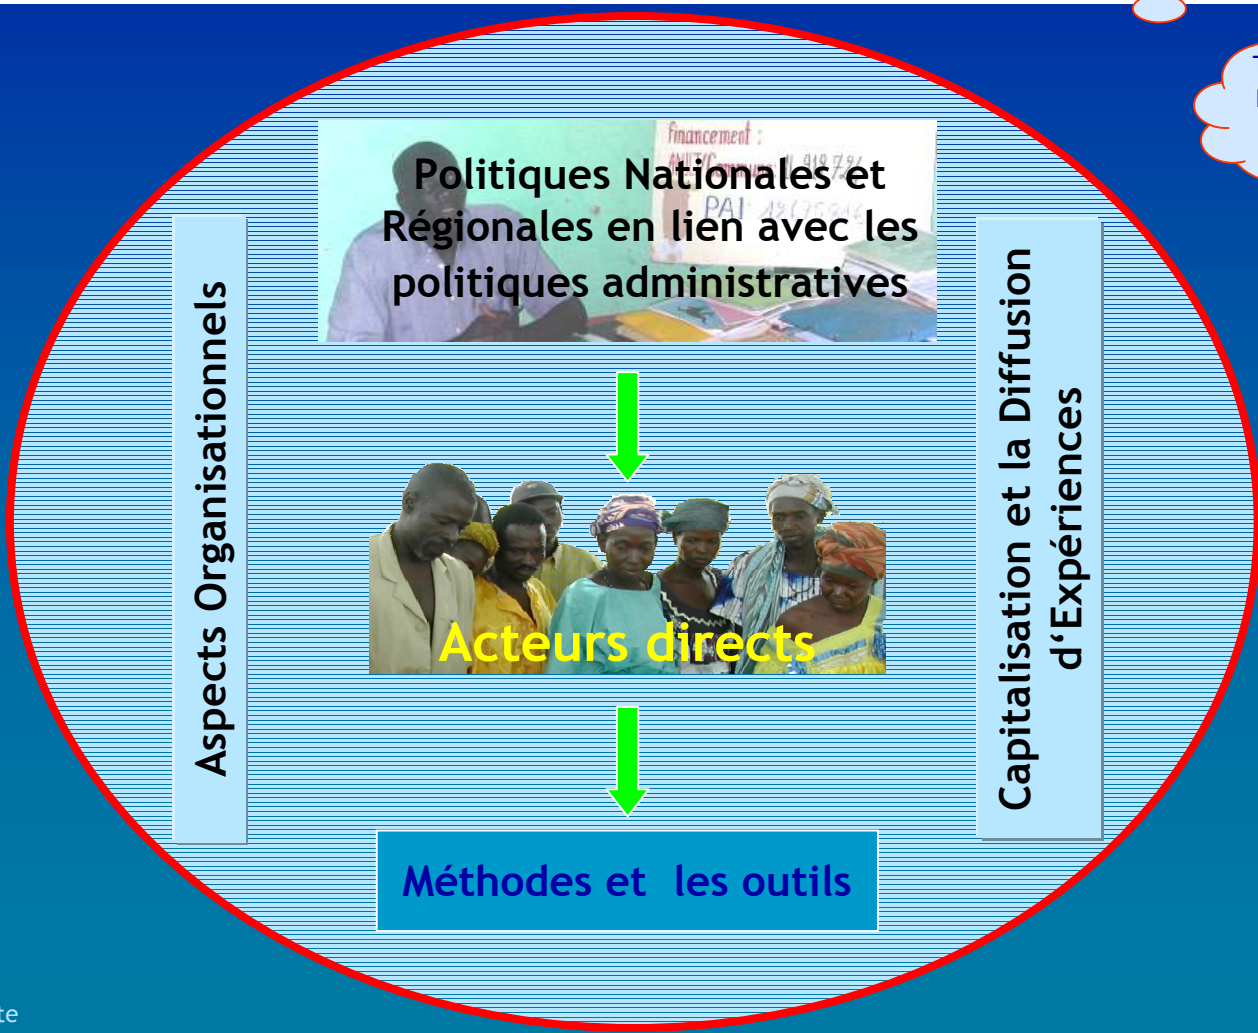 financement :
Politiques Nationales et
PAI
Régionales en lien avec les
politiques administratives
Aspects Organisationnels
Capitalisation et la Diffusion
d‘Expériences
Acteurs directs
Méthodes et les outils
te